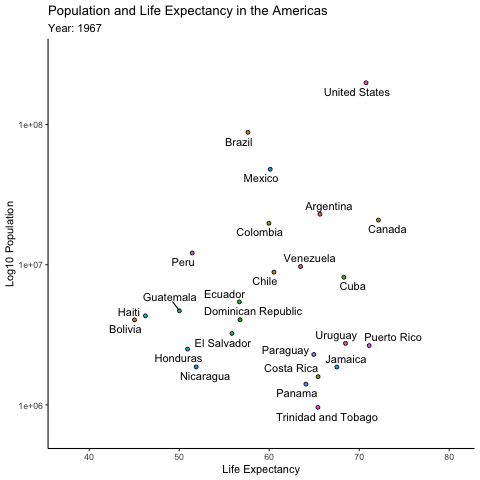 Population and Life Expectancy in the Americas
Year: 1967
United States
1e+08
Brazil
Mexico
Argentina
Canada
Colombia
Log10 Population
Peru
Venezuela
1e+07
Chile
Cuba
Guatemala
Ecuador
Haiti
Dominican Republic
Bolivia
El Salvador
Uruguay
Puerto Rico
Honduras
Paraguay
Jamaica
Nicaragua
Costa Rica
Panama
1e+06
Trinidad and Tobago
40 50 60 70 80
Life Expectancy